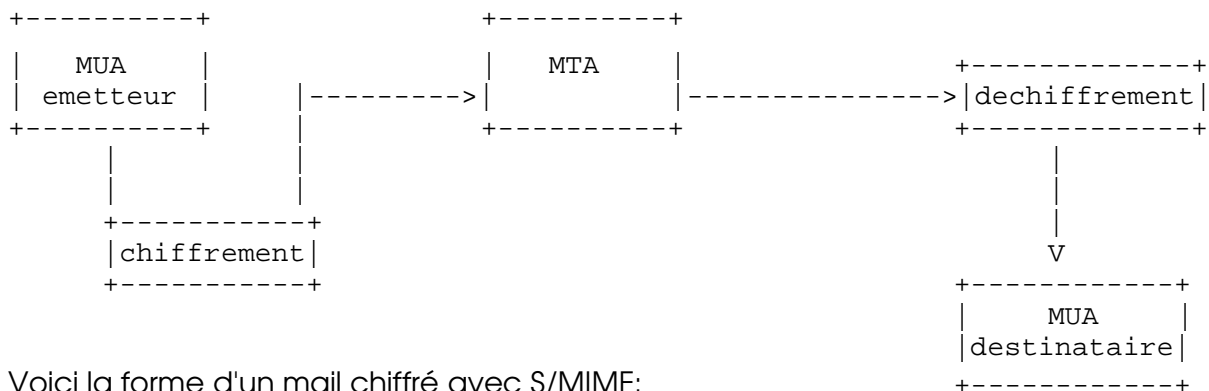 MUA
emetteur
MTA
dechiffrement
chiffrement
MUA
destinataire
Voici la forme d'un mail chiffré avec S/MIME: